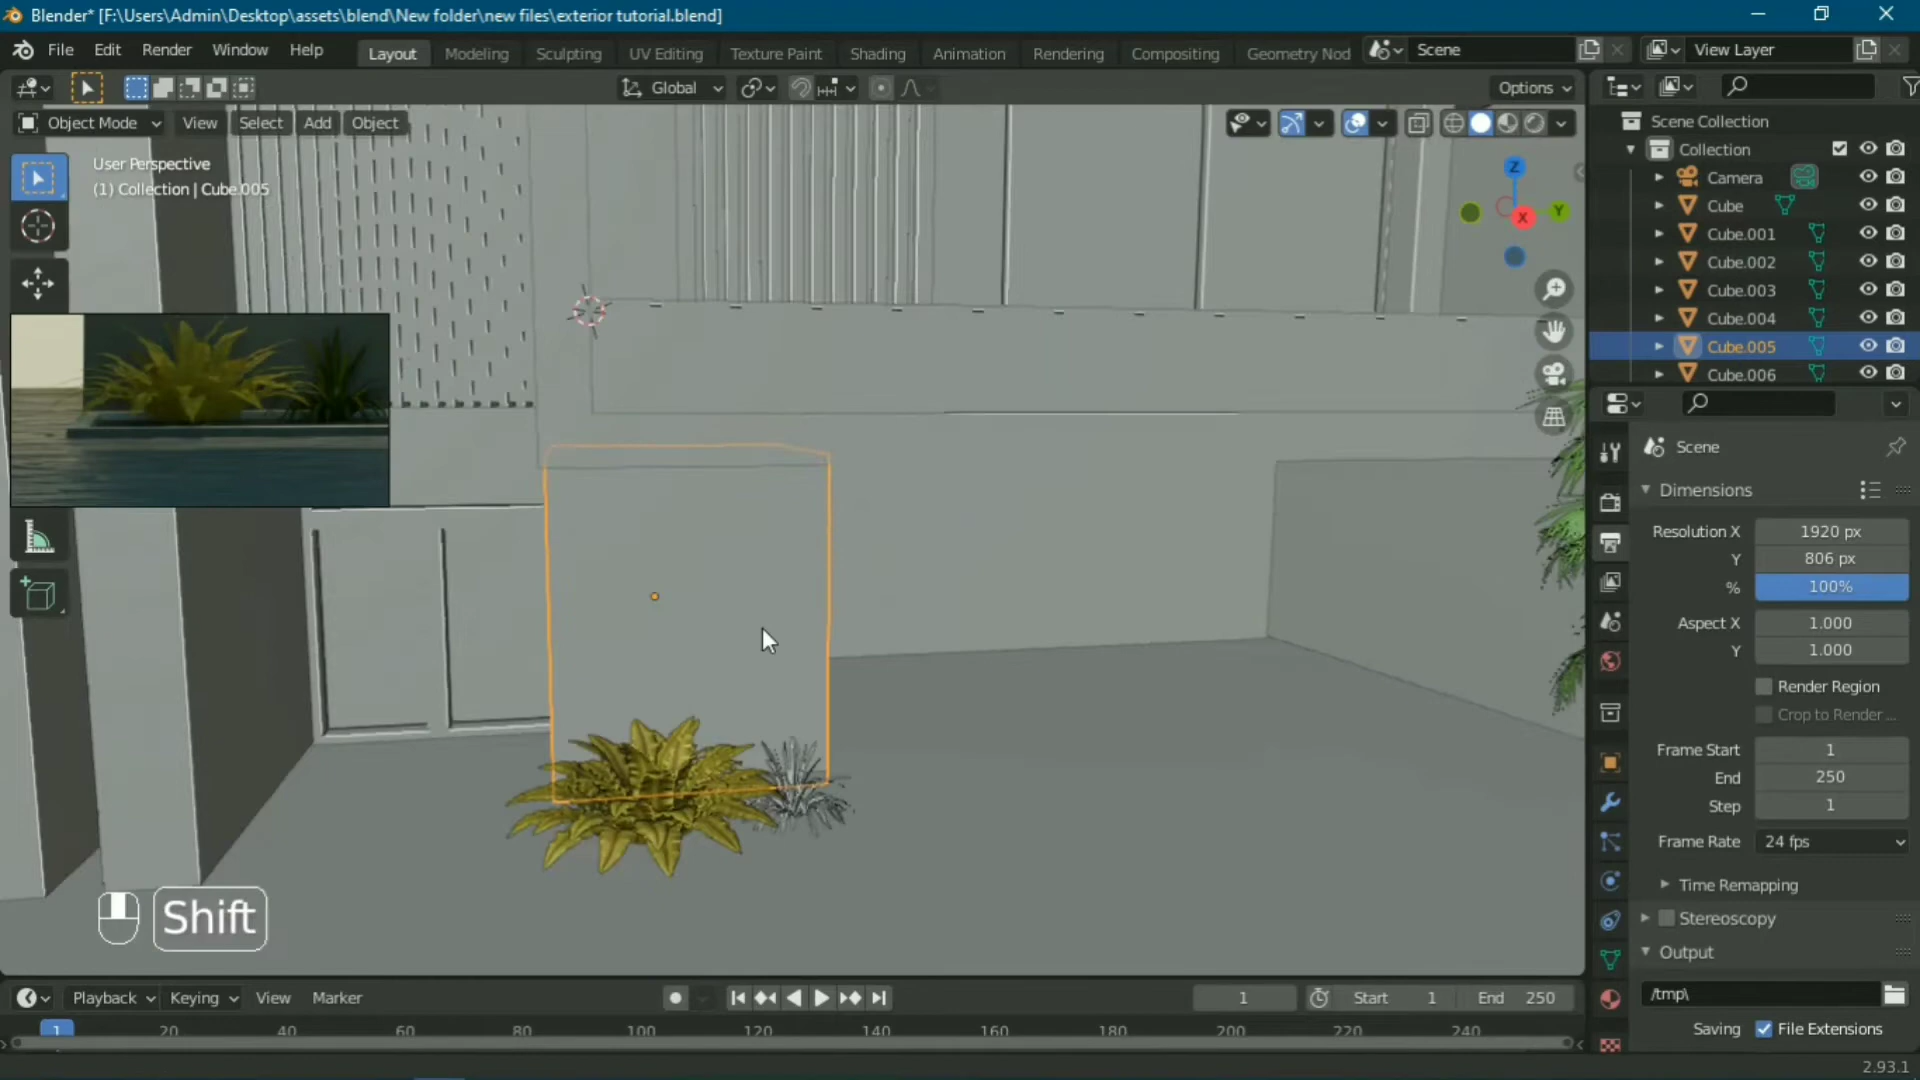 Blender* [F:\Users\Admin\Desktop\assets\blend\New folder\new files\exterior tutorial.blend]
File Edit Render Window Help Layout Modeling Sculpting UV Editing Texture Paint Shading Animation Rendering Compositing Geometry Nod Scene View Layer
Global Options
Object Mode View Select Add Object
User Perspective
(1) Collection | Cube.005
Z
Y
X
Scene Collection
Collection
Camera
Cube
Cube.001
Cube.002
Cube.003
Cube.004
Cube.005
Cube.006
Scene
Dimensions
Resolution X 1920 px
Y 806 px
% 100%
Aspect X 1.000
Y 1.000
Render Region
Crop to Render ...
Frame Start 1
End 250
Step 1
Frame Rate 24 fps
Time Remapping
Stereoscopy
Output
/tmp\
Saving File Extensions
Shift
Playback Keying View Marker 1 Start 1 End 250
1 20 40 60 80 100 120 140 160 180 200 220 240
2.93.1